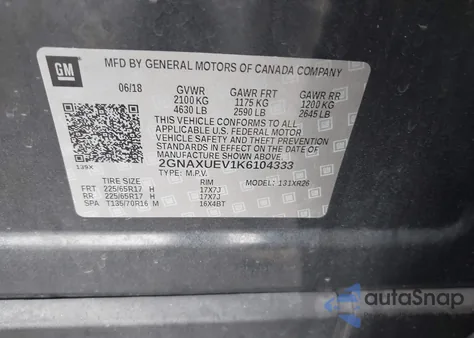 GM
MFD BY GENERAL MOTORS OF CANADA COMPANY
06/18 GVWR GAWR FRT GAWR RR
2100 KG 1175 KG 1200 KG
4630 LB 2590 LB 2645 LB
THIS VEHICLE CONFORMS TO ALL
APPLICABLE U.S. FEDERAL MOTOR
VEHICLE SAFETY AND THEFT PREVENTION
STANDARDS IN EFFECT ON THE DATE OF
MANUFACTURE SHOWN ABOVE.
139X
2GNAXUEV1K6104333
TYPE: M.P.V. MODEL: 131XR26
TIRE SIZE RIM
FRT 225/65R17 H 17X7J
RR 225/65R17 H 17X7J
SPA T135/70R16 M 16X4BT
autoSnap